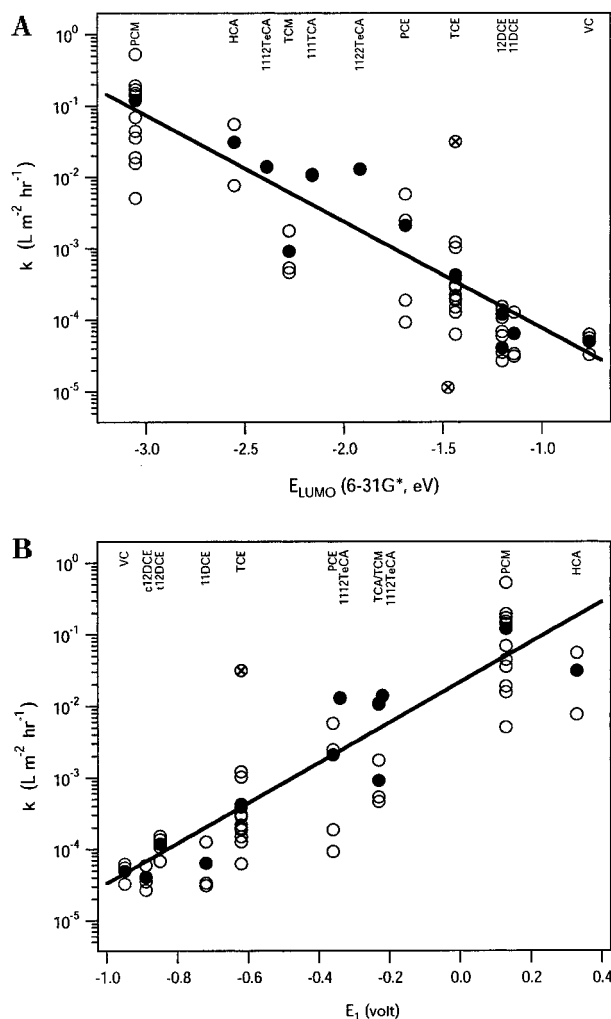 A
PCM
HCA
1112TeCA
TCM
111TCA
1122TeCA
PCE
TCE
12DCE
11DCE
VC
10⁰
10⁻¹
10⁻²
10⁻³
10⁻⁴
10⁻⁵
k (L m⁻² hr⁻¹)
-3.0 -2.5 -2.0 -1.5 -1.0
E_LUMO (6-31G*, eV)
B
VC
c12DCE
t12DCE
11DCE
TCE
PCE
1112TeCA
TCA/TCM
1112TeCA
PCM
HCA
10⁰
10⁻¹
10⁻²
10⁻³
10⁻⁴
10⁻⁵
k (L m⁻² hr⁻¹)
-1.0 -0.8 -0.6 -0.4 -0.2 0.0 0.2 0.4
E₁ (volt)